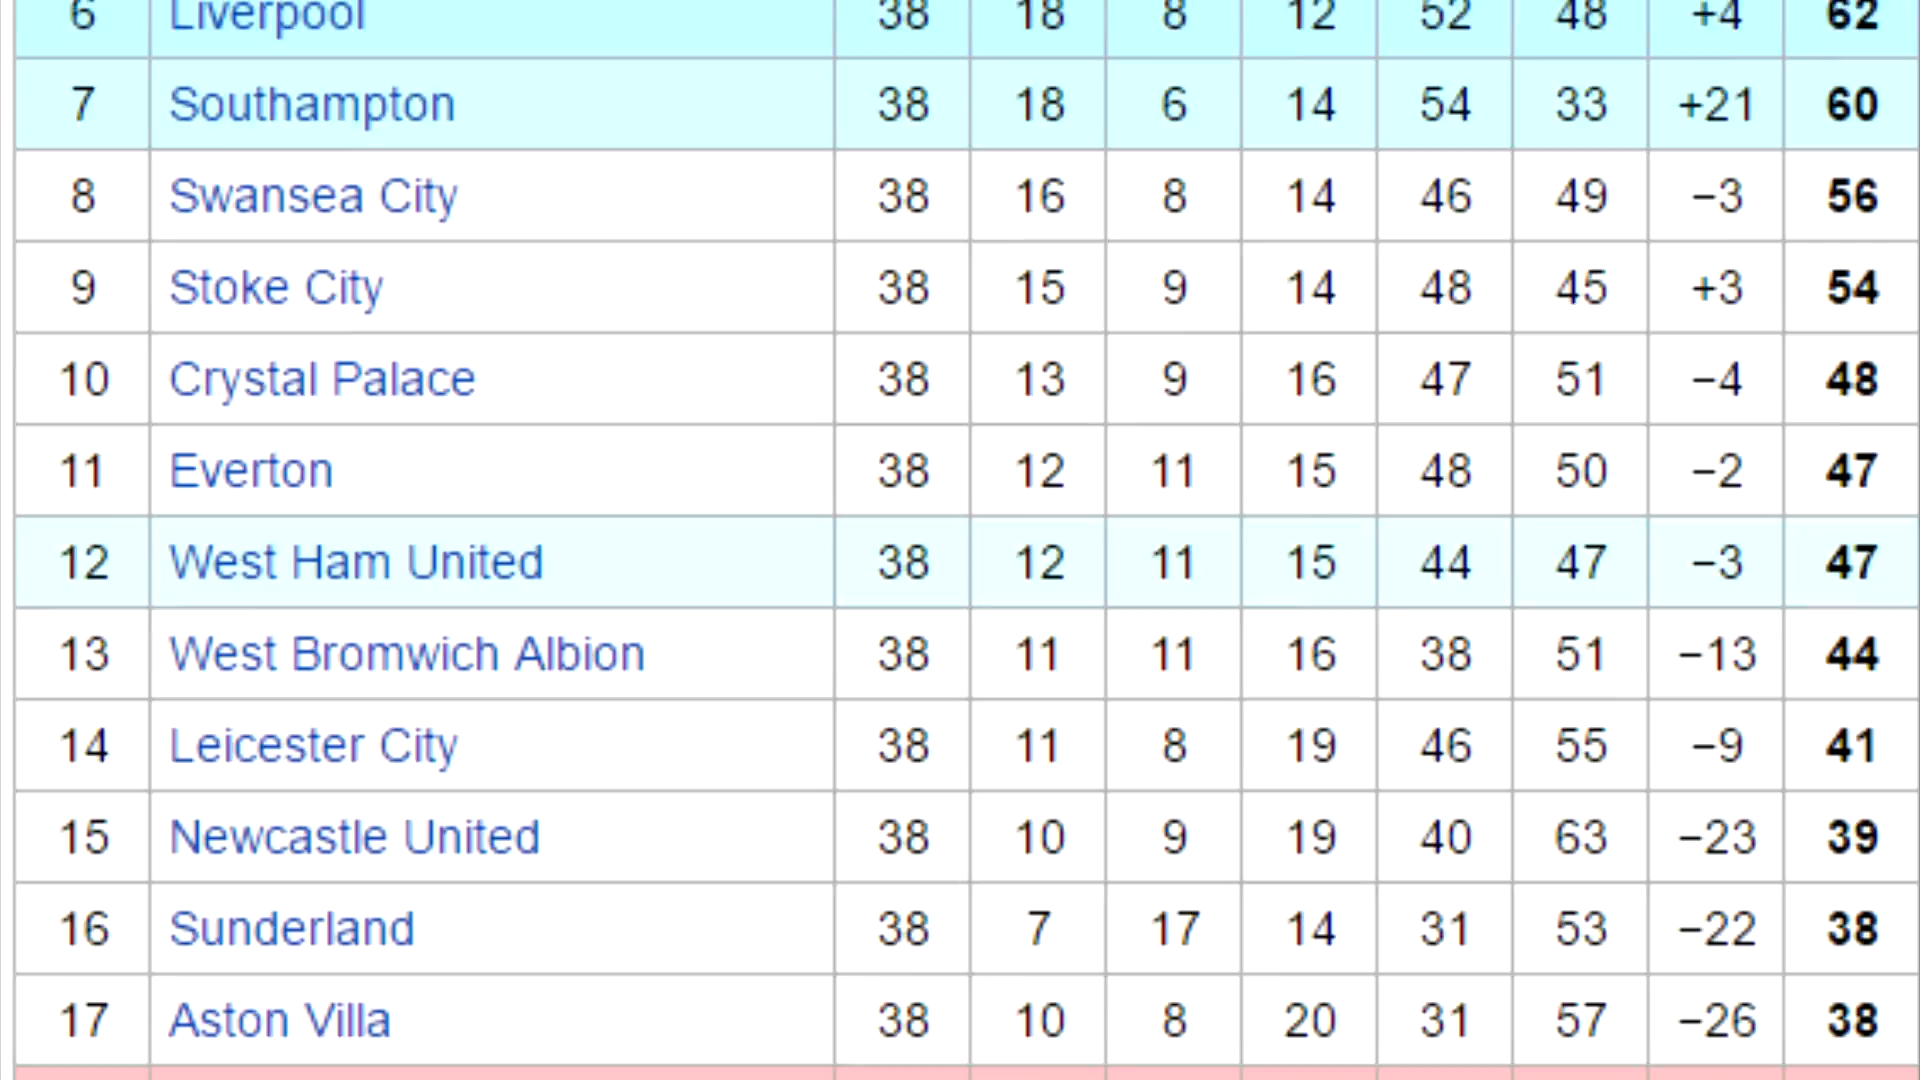 6 Liverpool 38 18 8 12 52 48 +4 62
7 Southampton 38 18 6 14 54 33 +21 60
8 Swansea City 38 16 8 14 46 49 −3 56
9 Stoke City 38 15 9 14 48 45 +3 54
10 Crystal Palace 38 13 9 16 47 51 −4 48
11 Everton 38 12 11 15 48 50 −2 47
12 West Ham United 38 12 11 15 44 47 −3 47
13 West Bromwich Albion 38 11 11 16 38 51 −13 44
14 Leicester City 38 11 8 19 46 55 −9 41
15 Newcastle United 38 10 9 19 40 63 −23 39
16 Sunderland 38 7 17 14 31 53 −22 38
17 Aston Villa 38 10 8 20 31 57 −26 38